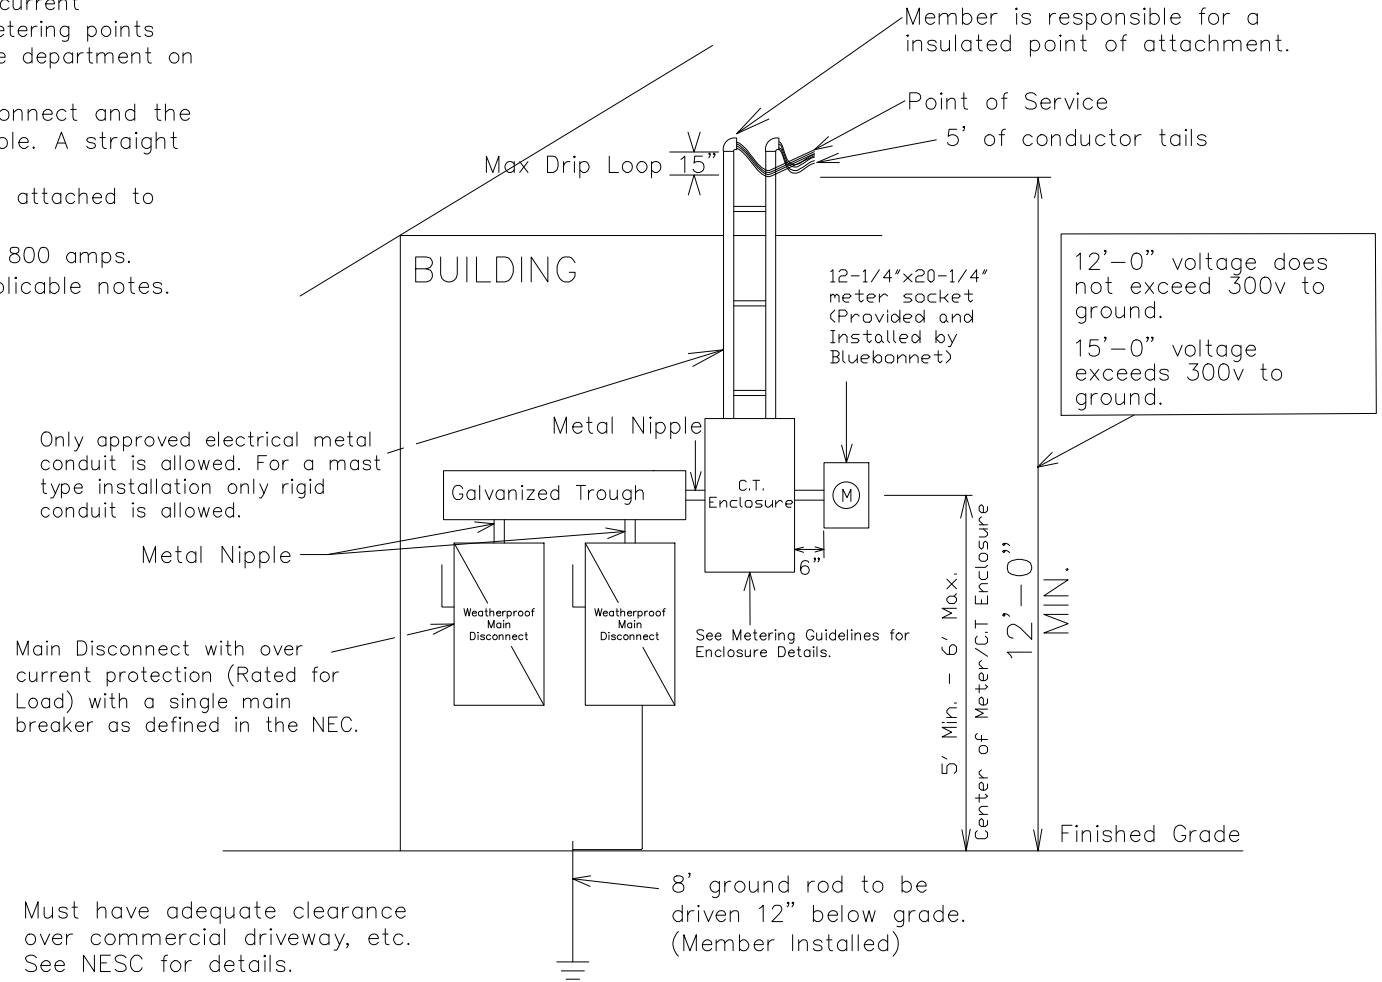 current
etering points
e department on
onnect and the
ole. A straight
attached to
800 amps.
plicable notes.
Member is responsible for a
insulated point of attachment.
Point of Service
5' of conductor tails
Max Drip Loop 15"
BUILDING
12-1/4"x20-1/4"
meter socket
(Provided and
Installed by
Bluebonnet)
12'-0" voltage does
not exceed 300v to
ground.
15'-0" voltage
exceeds 300v to
ground.
Only approved electrical metal
conduit is allowed. For a mast
type installation only rigid
conduit is allowed.
Metal Nipple
Galvanized Trough
C.T.
Enclosure
M
Metal Nipple
6"
Weatherproof
Main
Disconnect
Weatherproof
Main
Disconnect
See Metering Guidelines for
Enclosure Details.
Main Disconnect with over
current protection (Rated for
Load) with a single main
breaker as defined in the NEC.
5' Min. - 6' Max.
Center of Meter/C.T Enclosure
12'-0"
MIN.
Finished Grade
8' ground rod to be
driven 12" below grade.
(Member Installed)
Must have adequate clearance
over commercial driveway, etc.
See NESC for details.